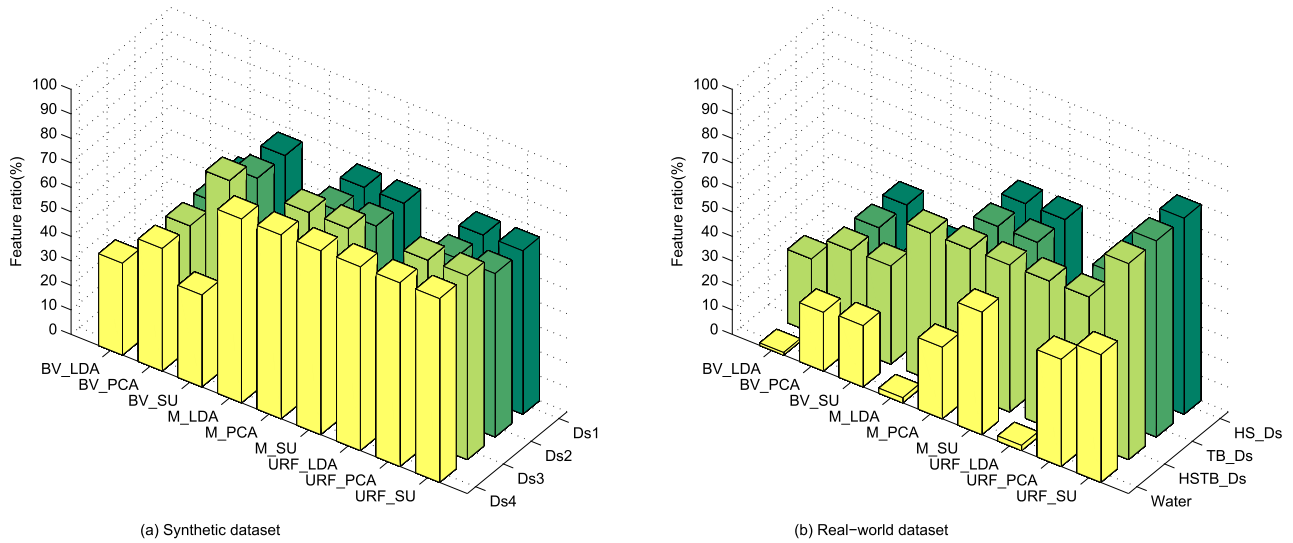 Feature ratio(%)
100
90
80
70
60
50
40
30
20
10
0
BV_LDA
BV_PCA
BV_SU
M_LDA
M_PCA
M_SU
URF_LDA
URF_PCA
URF_SU
Ds1
Ds2
Ds3
Ds4
(a) Synthetic dataset
Feature ratio(%)
100
90
80
70
60
50
40
30
20
10
0
BV_LDA
BV_PCA
BV_SU
M_LDA
M_PCA
M_SU
URF_LDA
URF_PCA
URF_SU
HS_Ds
TB_Ds
HSTB_Ds
Water
(b) Real−world dataset